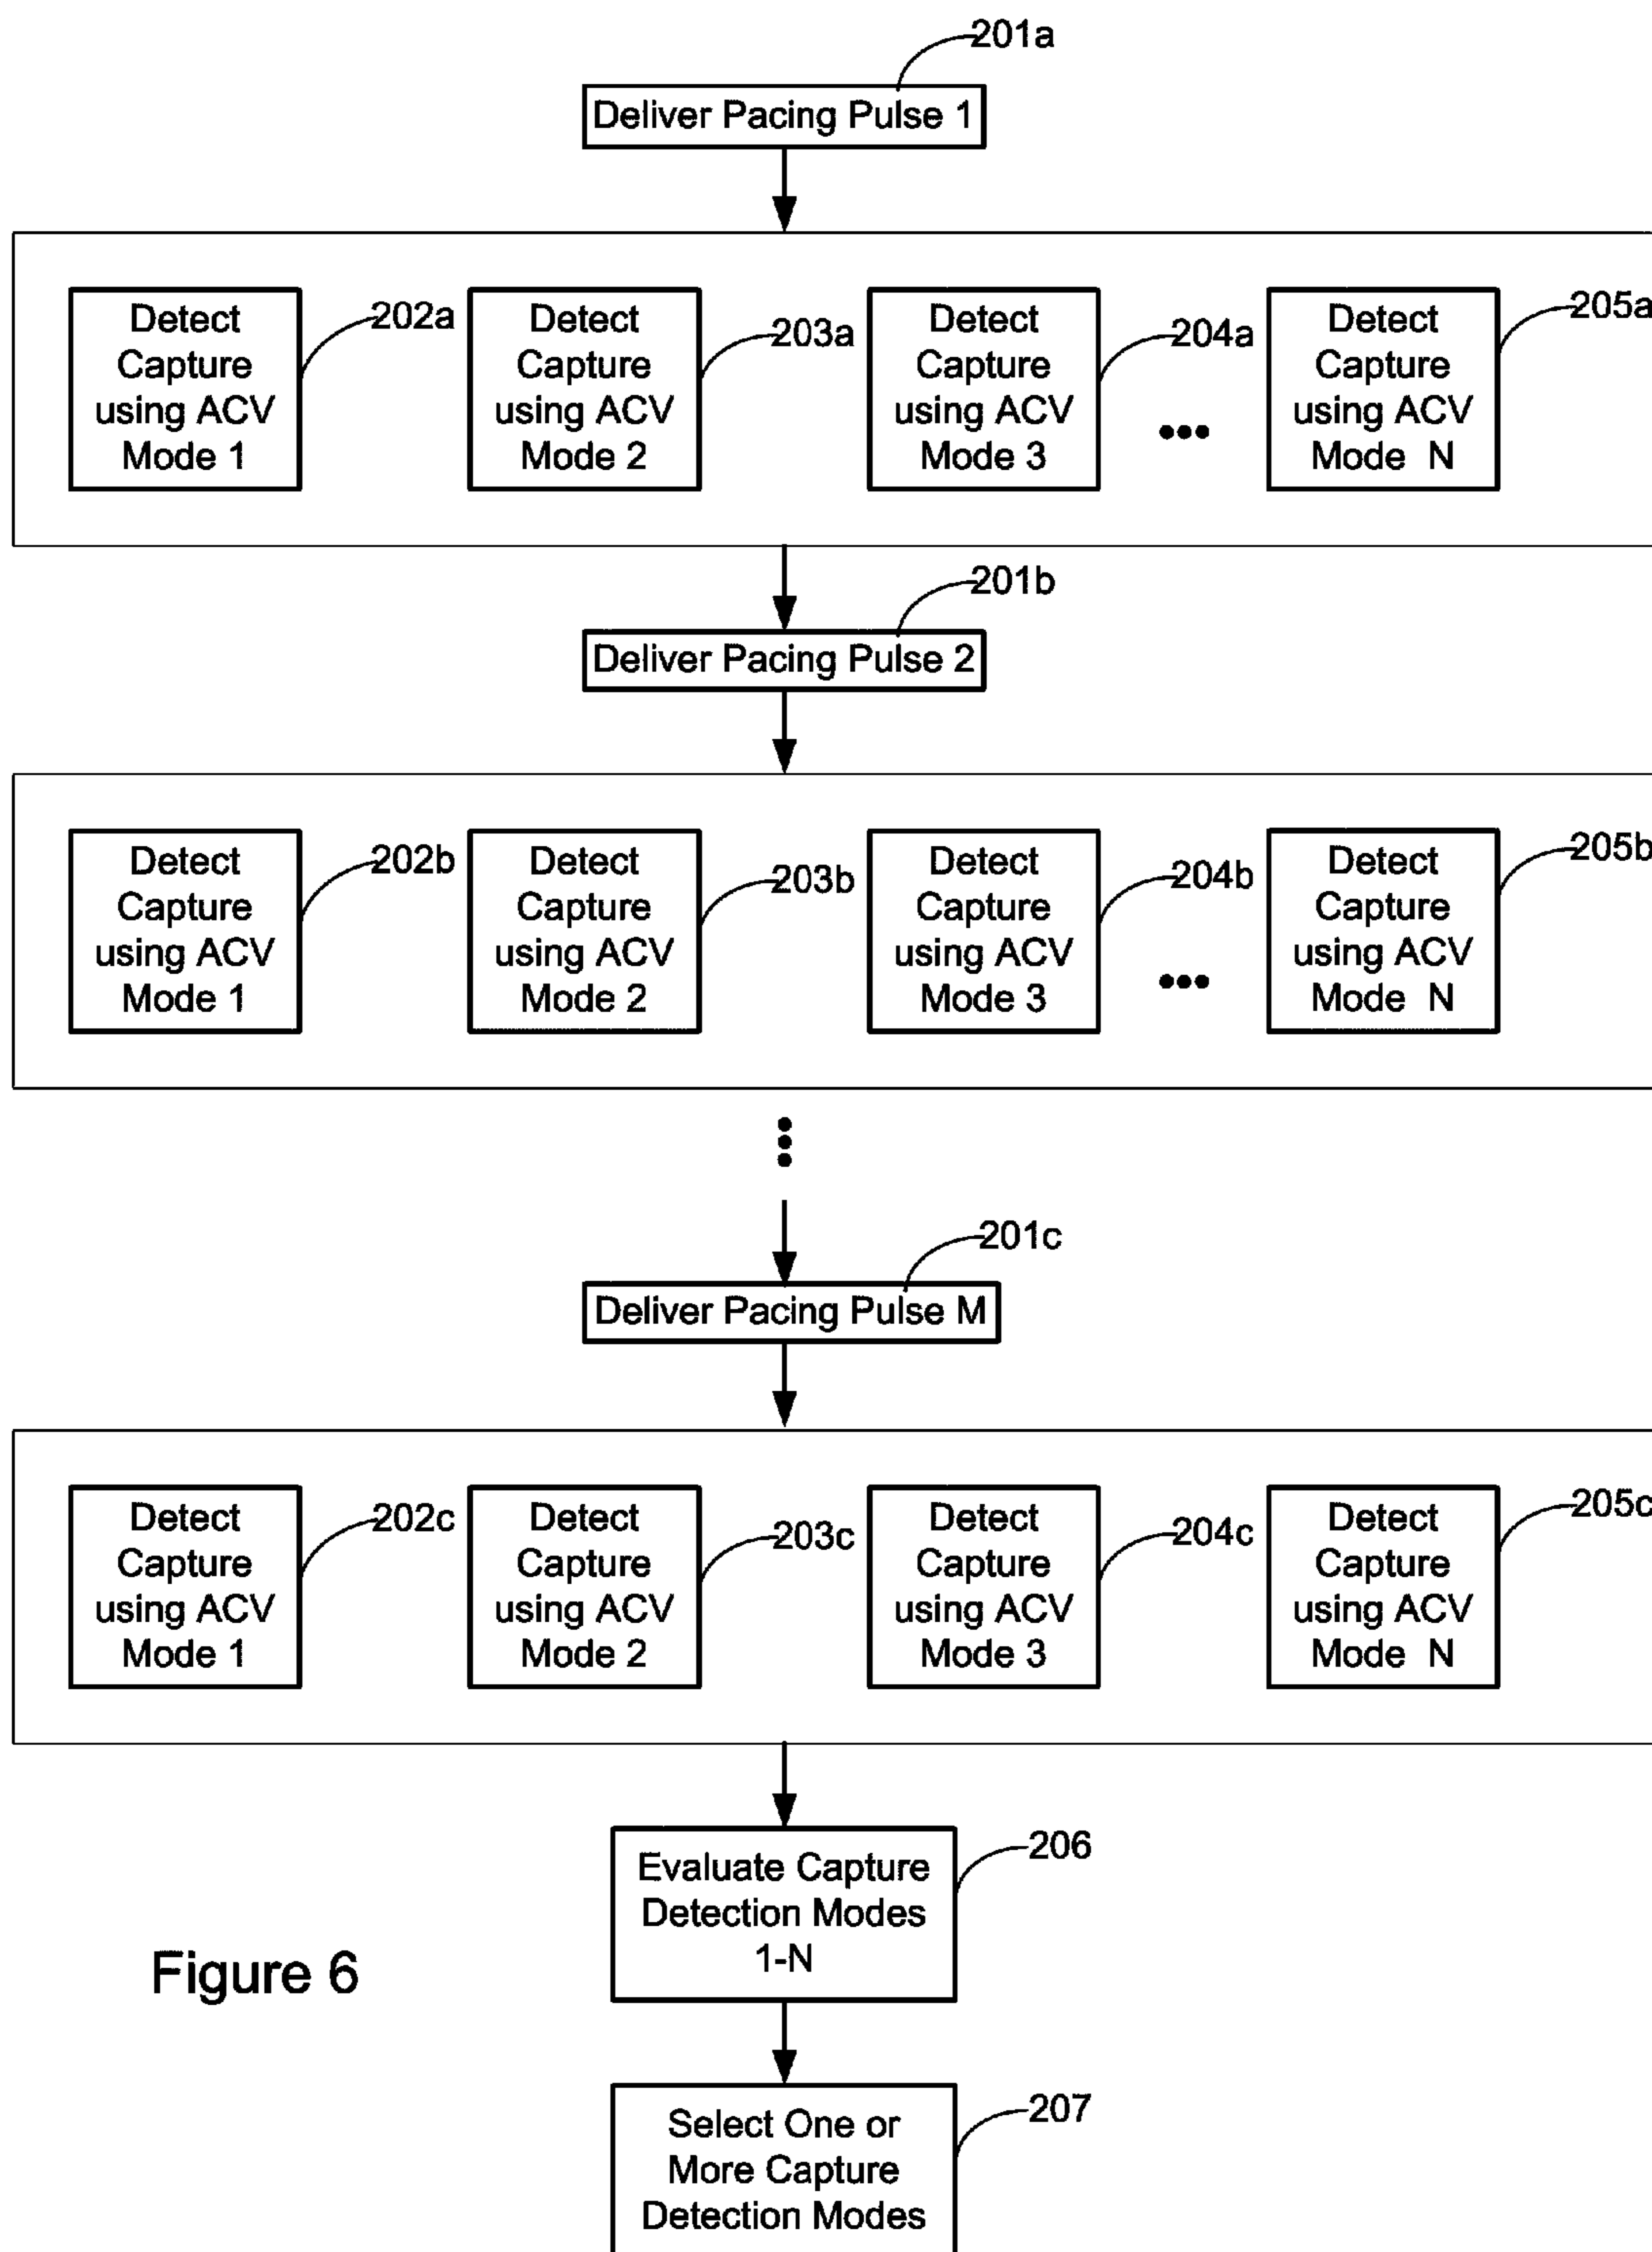 201a
Deliver Pacing Pulse 1
Detect
Capture
using ACV
Mode 1
202a
Detect
Capture
using ACV
Mode 2
203a
Detect
Capture
using ACV
Mode 3
204a
•••
Detect
Capture
using ACV
Mode N
205a
201b
Deliver Pacing Pulse 2
Detect
Capture
using ACV
Mode 1
202b
Detect
Capture
using ACV
Mode 2
203b
Detect
Capture
using ACV
Mode 3
204b
•••
Detect
Capture
using ACV
Mode N
205b
201c
Deliver Pacing Pulse M
Detect
Capture
using ACV
Mode 1
202c
Detect
Capture
using ACV
Mode 2
203c
Detect
Capture
using ACV
Mode 3
204c
Detect
Capture
using ACV
Mode N
205c
Evaluate Capture
Detection Modes
1-N
206
Figure 6
Select One or
More Capture
Detection Modes
207